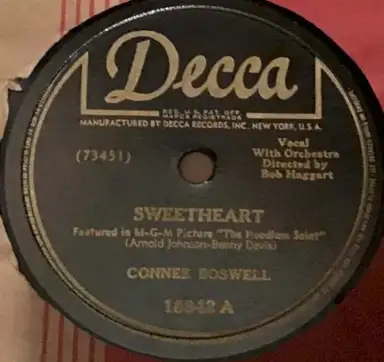 Decca
REG. U.S. PAT. OFF.
MARCA REGISTRADA
MANUFACTURED BY DECCA RECORDS, INC., NEW YORK, U.S.A.
(73451)
Vocal
With Orchestra
Directed by
Bob Haggart
SWEETHEART
Featured in M-G-M Picture "The Hoodlum Saint"
(Arnold Johnson-Benny Davis)
CONNEE BOSWELL
A